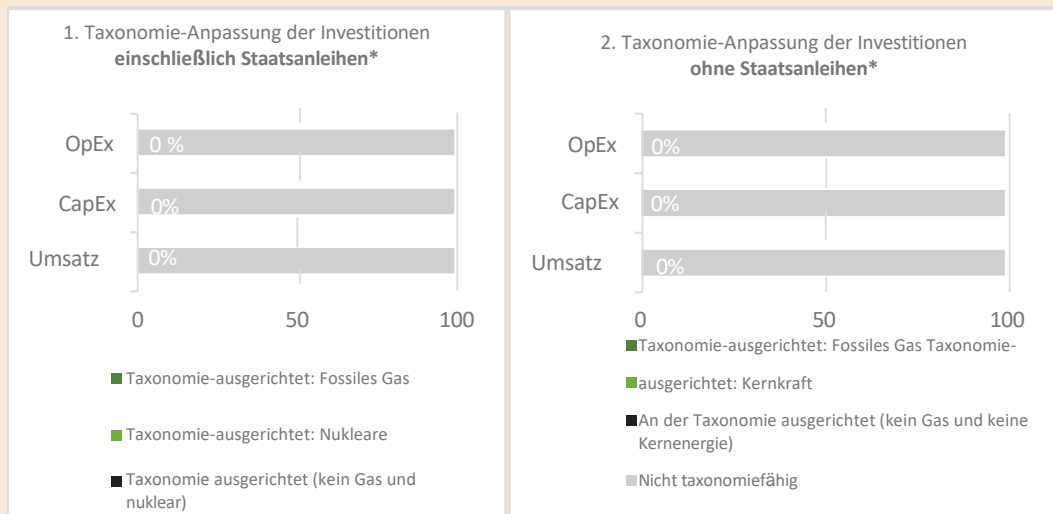 1. Taxonomie-Anpassung der Investitionen
einschließlich Staatsanleihen*
OpEx
0 %
CapEx
0%
Umsatz
0%
0
50
100
Taxonomie-ausgerichtet: Fossiles Gas
Taxonomie-ausgerichtet: Nukleare
Taxonomie ausgerichtet (kein Gas und
nuklear)
2. Taxonomie-Anpassung der Investitionen
ohne Staatsanleihen*
OpEx
0%
CapEx
0%
Umsatz
0%
0
50
100
Taxonomie-ausgerichtet: Fossiles Gas Taxonomie-
ausgerichtet: Kernkraft
An der Taxonomie ausgerichtet (kein Gas und keine
Kernenergie)
Nicht taxonomiefähig